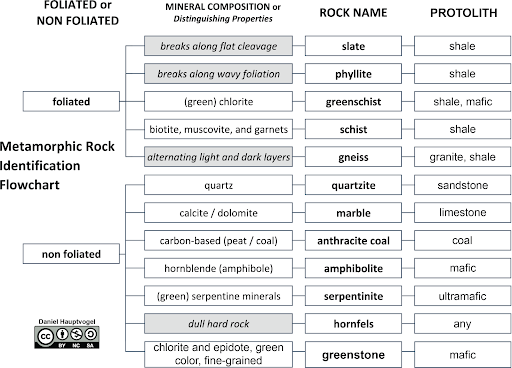 FOLIATED or
NON FOLIATED
MINERAL COMPOSITION or
Distinguishing Properties
ROCK NAME
PROTOLITH
Metamorphic Rock
Identification
Flowchart
foliated
breaks along flat cleavage
slate
shale
breaks along wavy foliation
phyllite
shale
(green) chlorite
greenschist
shale, mafic
biotite, muscovite, and garnets
schist
shale
alternating light and dark layers
gneiss
granite, shale
non foliated
quartz
quartzite
sandstone
calcite / dolomite
marble
limestone
carbon-based (peat / coal)
anthracite coal
coal
hornblende (amphibole)
amphibolite
mafic
(green) serpentine minerals
serpentinite
ultramafic
dull hard rock
hornfels
any
chlorite and epidote, green
color, fine-grained
greenstone
mafic
Daniel Hauptvogel
CC
BY NC SA